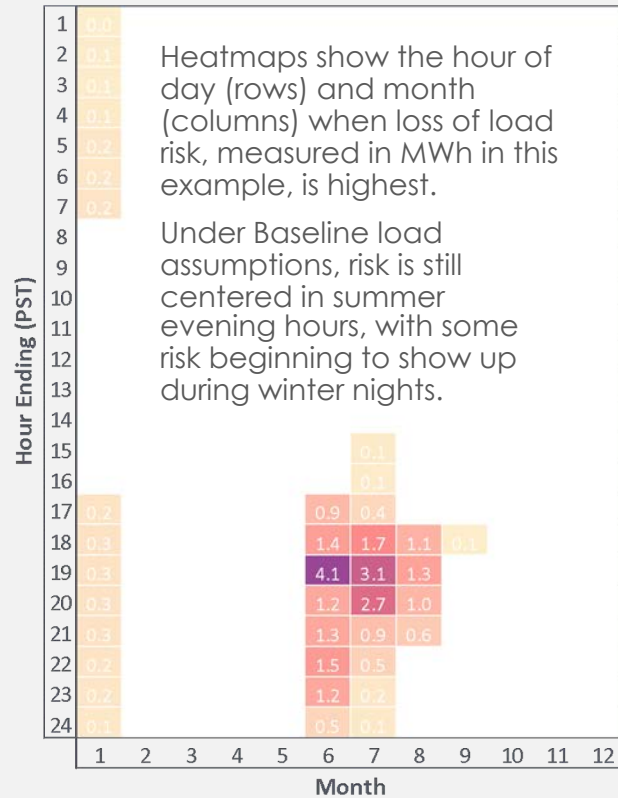 Heatmaps show the hour of
day (rows) and month
(columns) when loss of load
risk, measured in MWh in this
example, is highest.
Under Baseline load
assumptions, risk is still
centered in summer
evening hours, with some
risk beginning to show up
during winter nights.
Hour Ending (PST)
1 0.0
2 0.1
3 0.1
4 0.1
5 0.2
6 0.2
7 0.2
8
9
10
11
12
13
14
15 0.1
16 0.1
17 0.2 0.9 0.4
18 0.3 1.4 1.7 1.1 0.1
19 0.3 4.1 3.1 1.3
20 0.3 1.2 2.7 1.0
21 0.3 1.3 0.9 0.6
22 0.2 1.5 0.5
23 0.2 1.2 0.2
24 0.1 0.5 0.1
1 2 3 4 5 6 7 8 9 10 11 12
Month